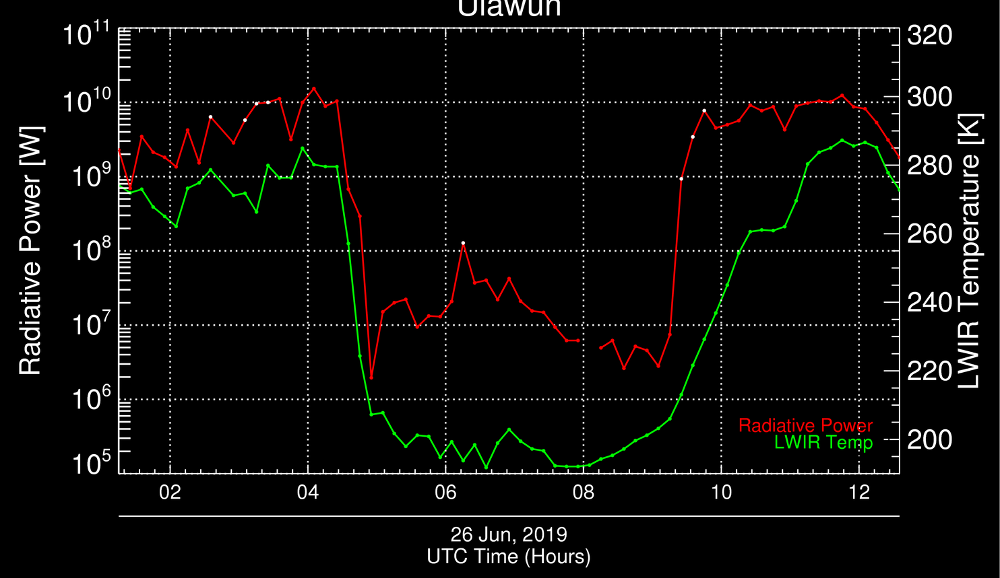 Ulawun
10^11
10^10
10^9
10^8
10^7
10^6
10^5
Radiative Power [W]
320
300
280
260
240
220
200
LWIR Temperature [K]
Radiative Power
LWIR Temp
02 04 06 08 10 12
26 Jun, 2019
UTC Time (Hours)